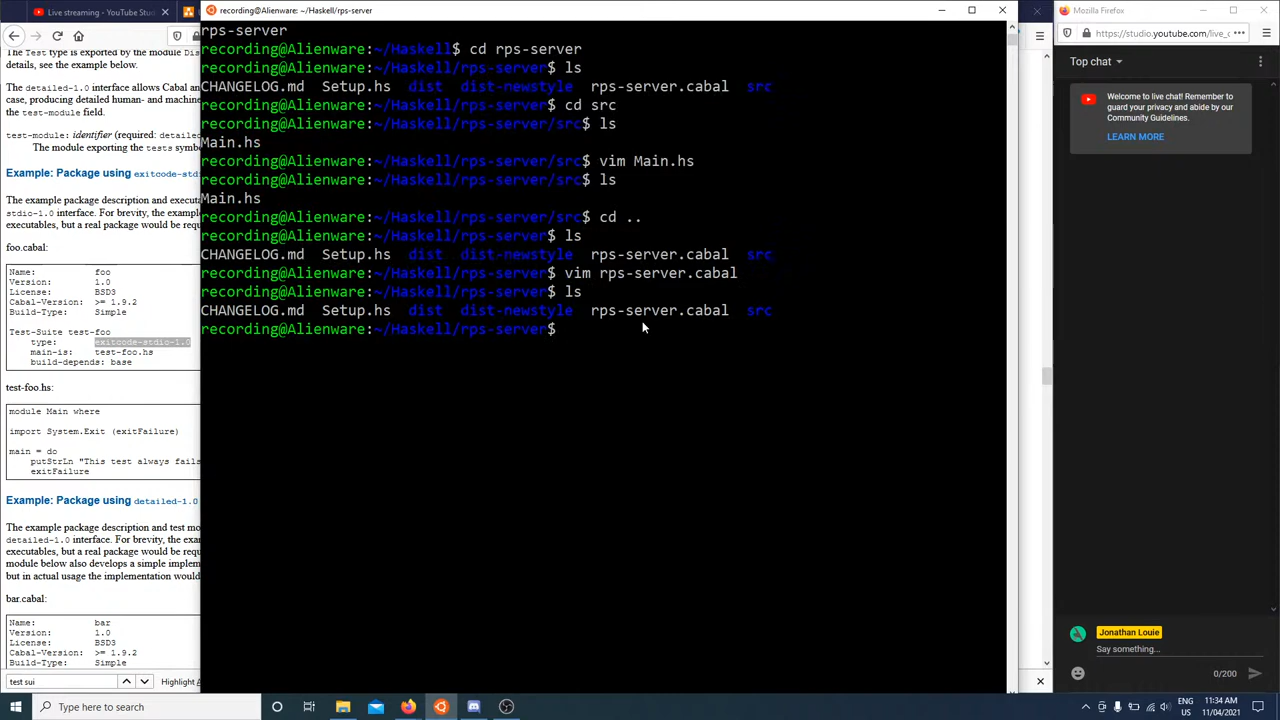 Live streaming - YouTube Stud
recording@Alienware: ~/Haskell/rps-server
Mozilla Firefox
https://studio.youtube.com/live_c
The Test type is exported by the module Dis
details, see the example below.
The detailed-1.0 interface allows Cabal an
case, producing detailed human- and machin
the test-module field.
test-module: identifier (required: detailed
The module exporting the tests symb
Example: Package using exitcode-std
The example package description and execut
stdio-1.0 interface. For brevity, the example
executables, but a real package would be requ
foo.cabal:
Name: foo
Version: 1.0
License: BSD3
Cabal-Version: >= 1.9.2
Build-Type: Simple
Test-Suite test-foo
type: exitcode-stdio-1.0
main-is: test-foo.hs
build-depends: base
test-foo.hs:
module Main where
import System.Exit (exitFailure)
main = do
putStrLn "This test always fails
exitFailure
Example: Package using detailed-1.0
The example package description and test mo
detailed-1.0 interface. For brevity, the exa
executables, but a real package would be requ
module below also develops a simple implem
but in actual usage the implementation would
bar.cabal:
Name: bar
Version: 1.0
License: BSD3
Cabal-Version: >= 1.9.2
Build-Type: Simple
test sui
Highlight A
rps-server
recording@Alienware:~/Haskell$ cd rps-server
recording@Alienware:~/Haskell/rps-server$ ls
CHANGELOG.md Setup.hs dist dist-newstyle rps-server.cabal src
recording@Alienware:~/Haskell/rps-server$ cd src
recording@Alienware:~/Haskell/rps-server/src$ ls
Main.hs
recording@Alienware:~/Haskell/rps-server/src$ vim Main.hs
recording@Alienware:~/Haskell/rps-server/src$ ls
Main.hs
recording@Alienware:~/Haskell/rps-server/src$ cd ..
recording@Alienware:~/Haskell/rps-server$ ls
CHANGELOG.md Setup.hs dist dist-newstyle rps-server.cabal src
recording@Alienware:~/Haskell/rps-server$ vim rps-server.cabal
recording@Alienware:~/Haskell/rps-server$ ls
CHANGELOG.md Setup.hs dist dist-newstyle rps-server.cabal src
recording@Alienware:~/Haskell/rps-server$
Top chat
Welcome to live chat! Remember to
guard your privacy and abide by our
Community Guidelines.
LEARN MORE
Jonathan Louie
Say something...
0/200
Type here to search
ENG
US
11:34 AM
11/04/2021